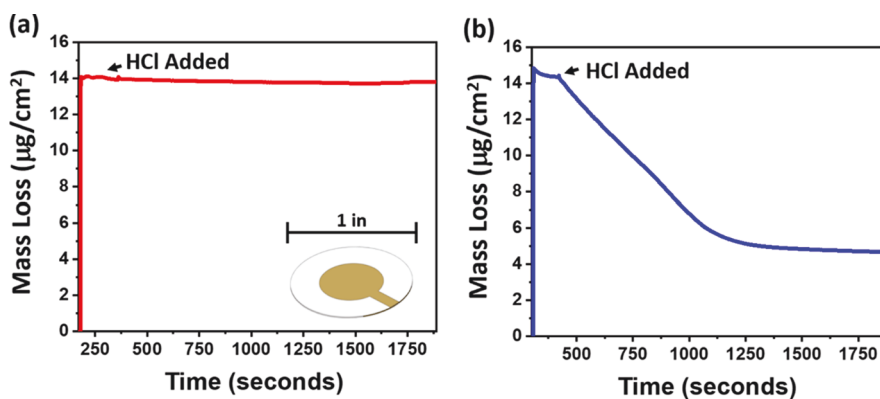 (a)
16
14
12
10
8
6
4
2
0
Mass Loss (µg/cm²)
HCl Added
1 in
250 500 750 1000 1250 1500 1750
Time (seconds)
(b)
16
14
12
10
8
6
4
2
0
Mass Loss (µg/cm²)
HCl Added
500 750 1000 1250 1500 1750
Time (seconds)